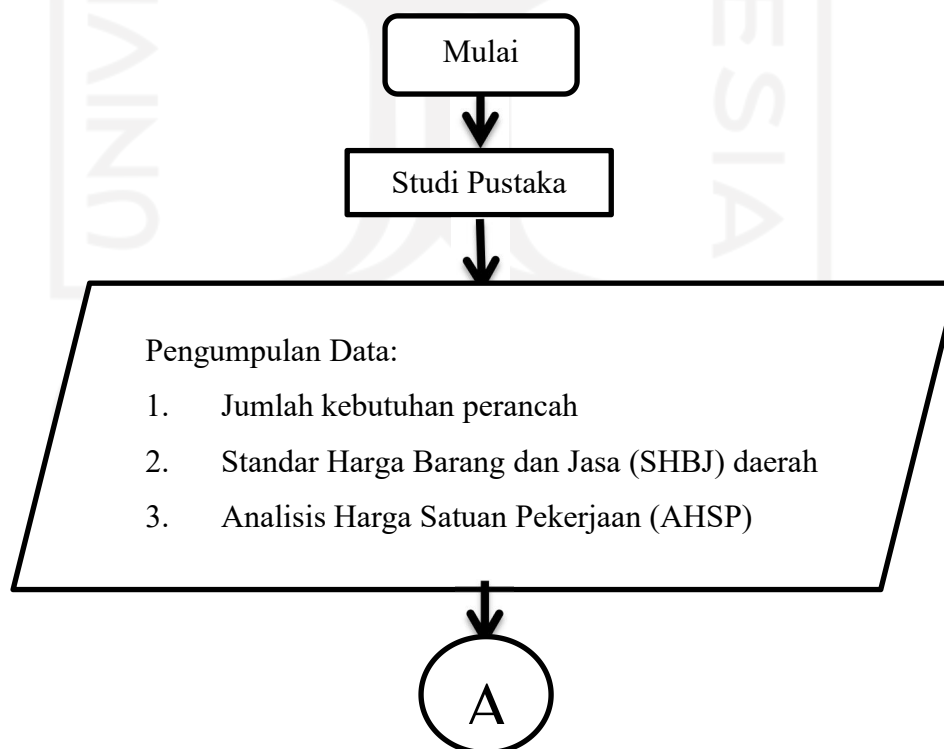 Mulai
Studi Pustaka
Pengumpulan Data:
1. Jumlah kebutuhan perancah
2. Standar Harga Barang dan Jasa (SHBJ) daerah
3. Analisis Harga Satuan Pekerjaan (AHSP)
A